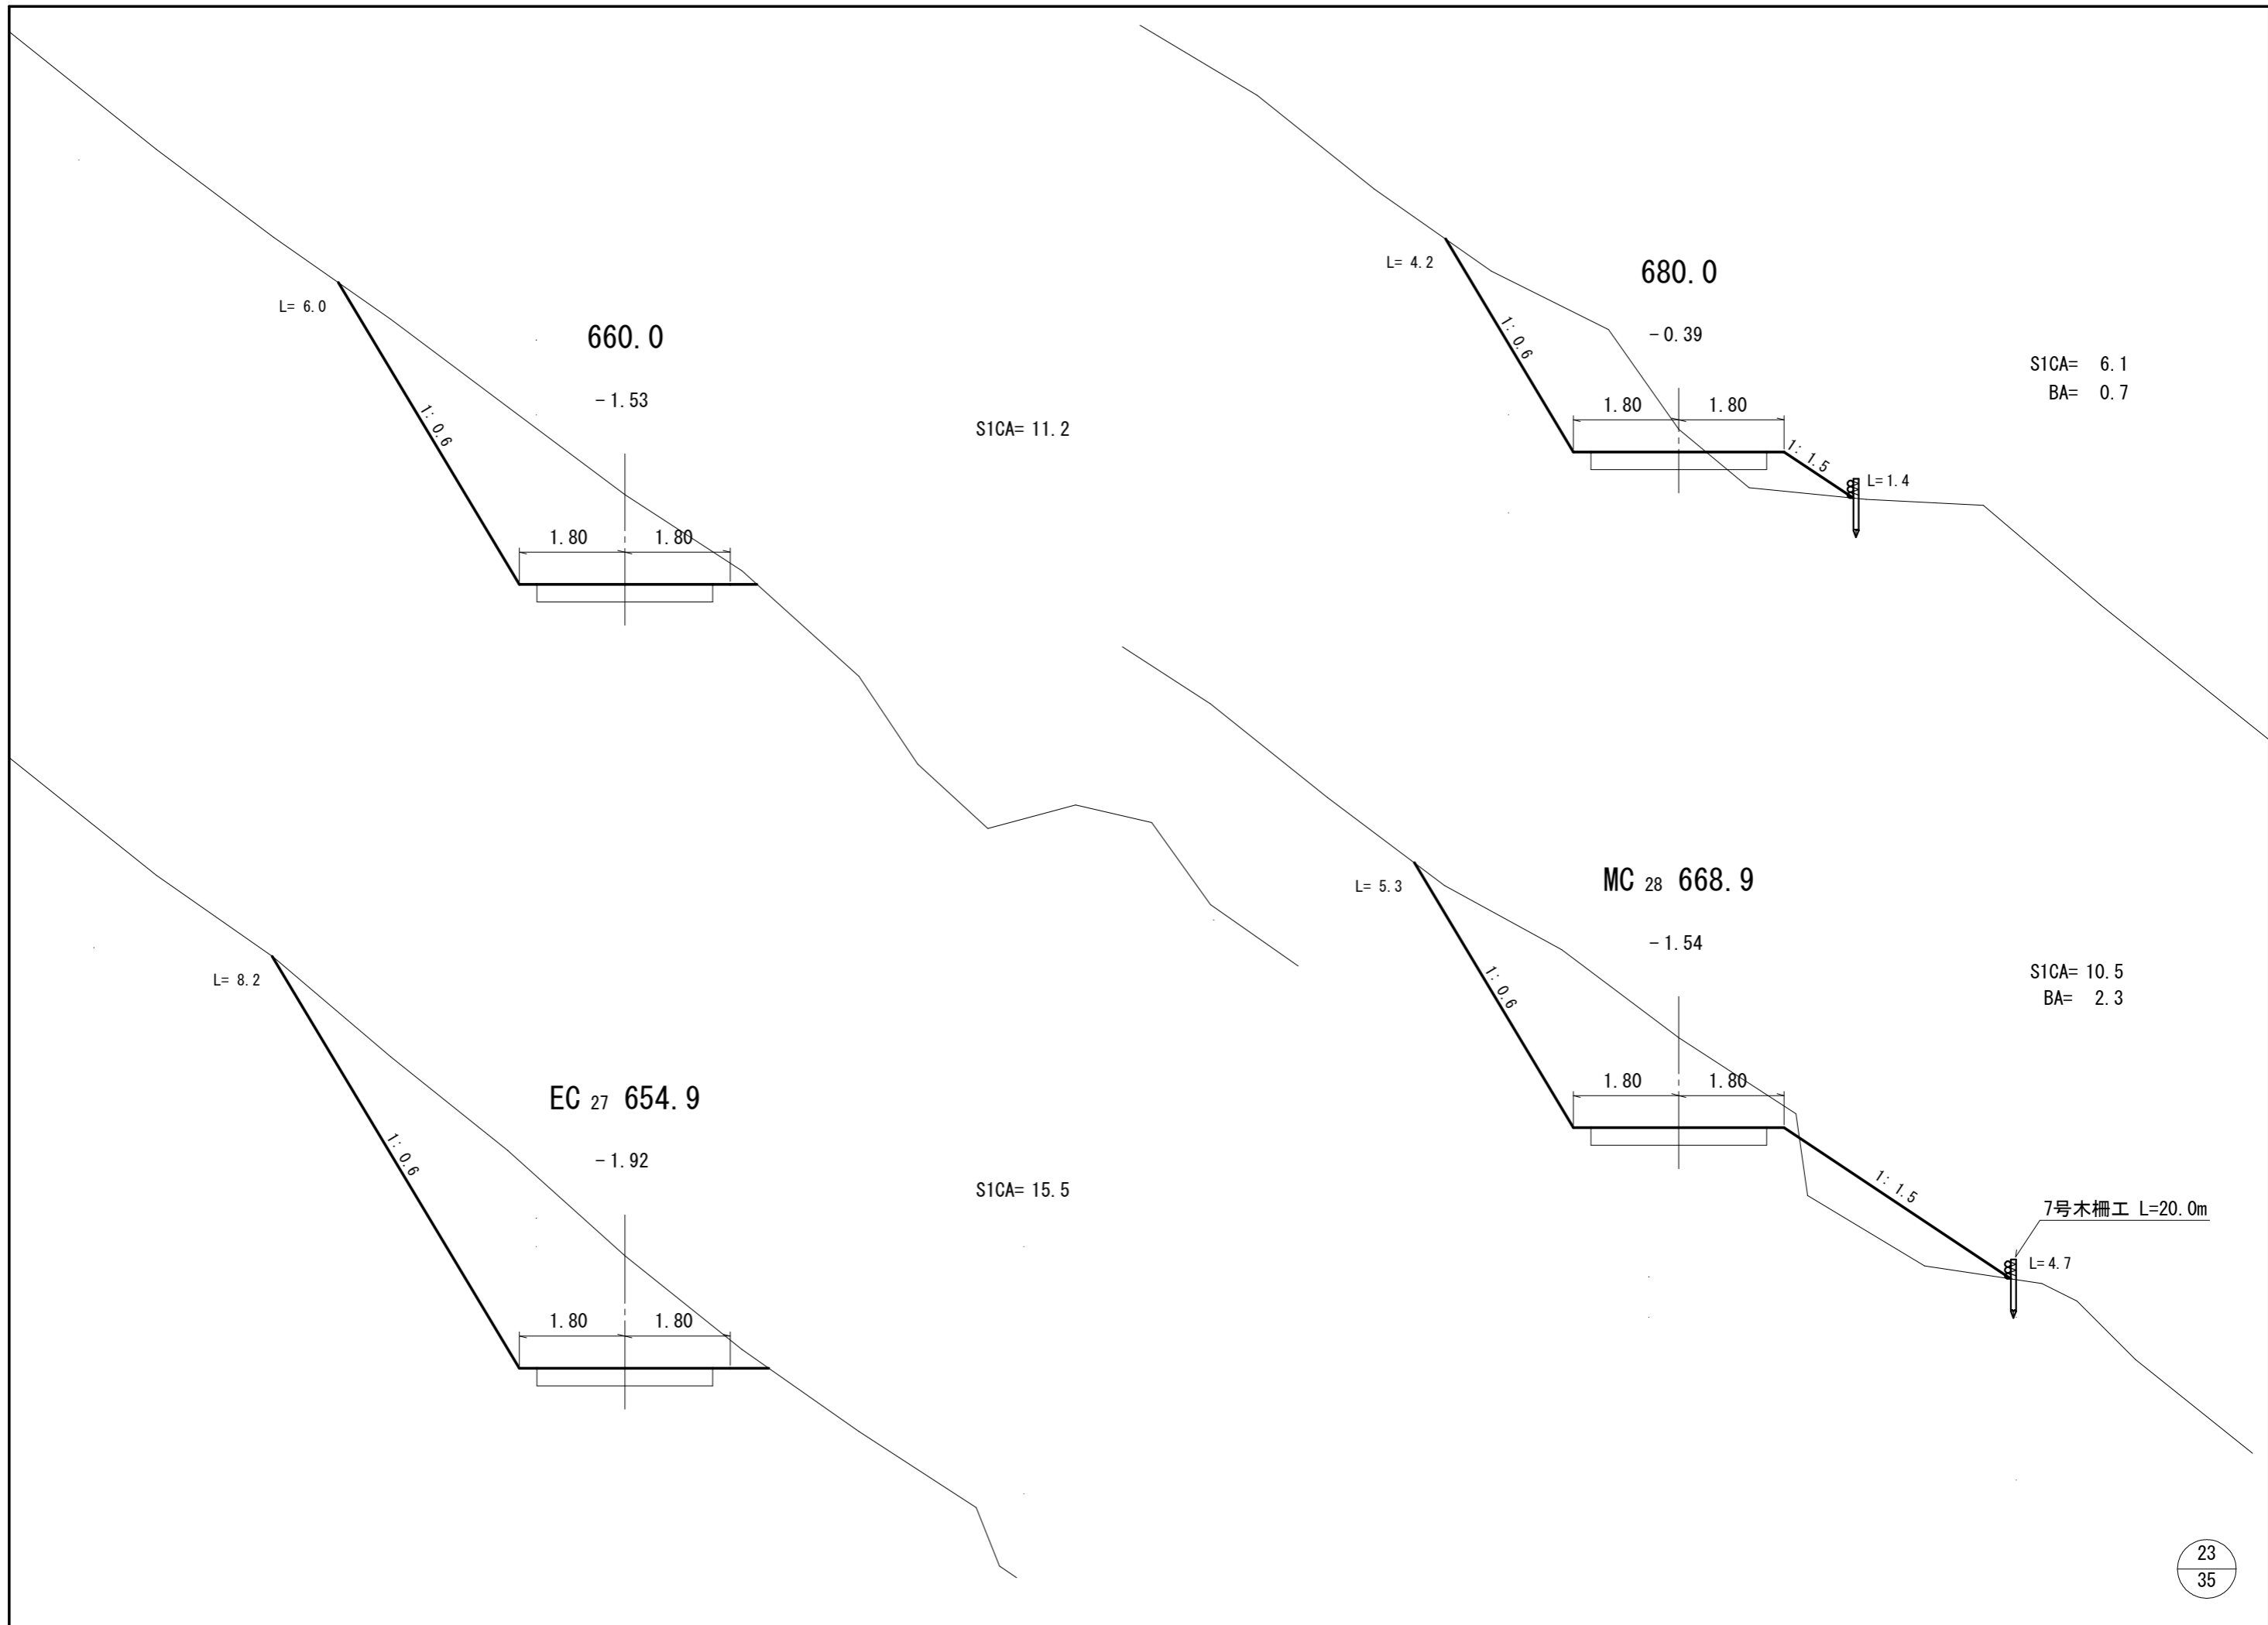 L= 6.0
660.0
-1.53
1:0.6
S1CA= 11.2
1.80 1.80
L= 4.2
680.0
-0.39
1:0.6
S1CA= 6.1
BA= 0.7
1.80 1.80
1:1.5
L=1.4
L= 8.2
EC 27 654.9
-1.92
1:0.6
S1CA= 15.5
1.80 1.80
L= 5.3
MC 28 668.9
-1.54
1:0.6
S1CA= 10.5
BA= 2.3
1.80 1.80
1:1.5
7号木柵工 L=20.0m
L=4.7
23
35